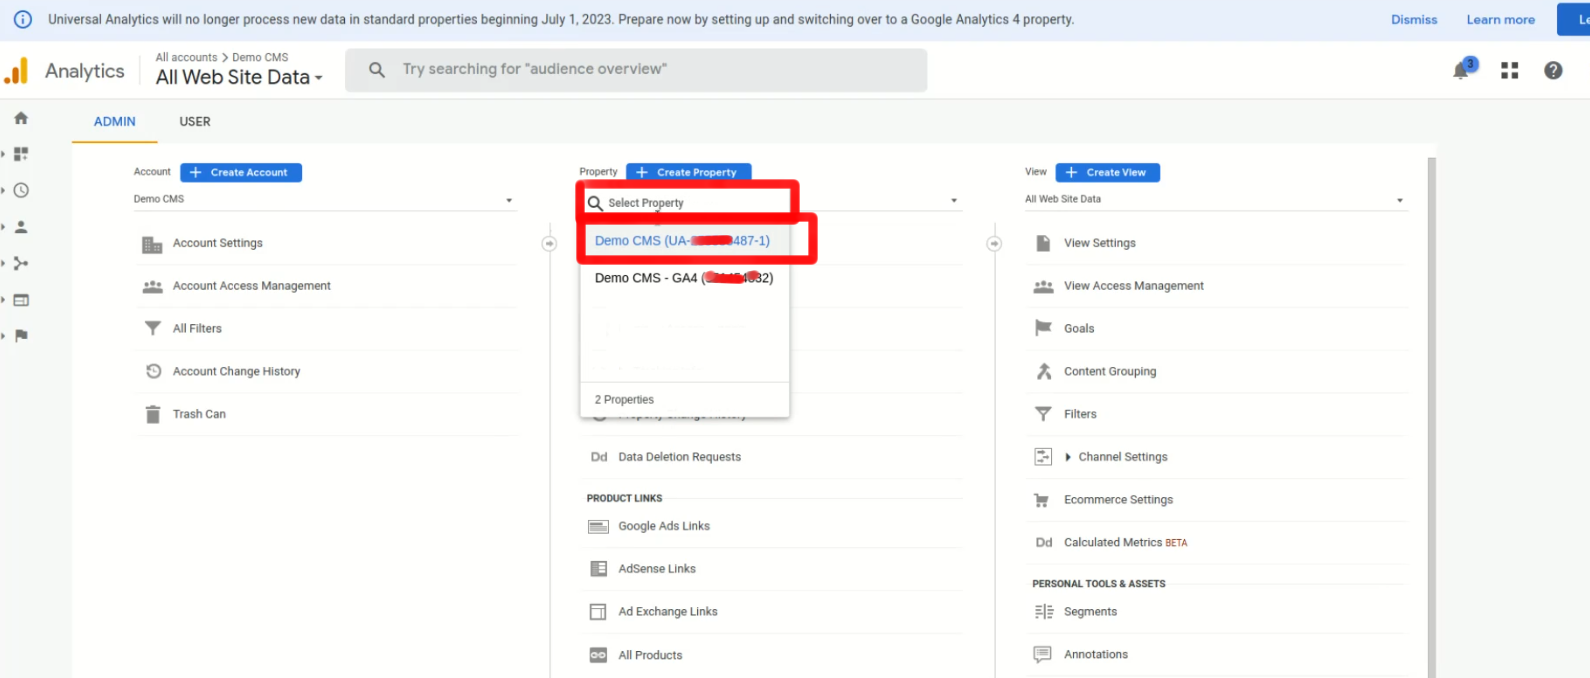 Universal Analytics will no longer process new data in standard properties beginning July 1, 2023. Prepare now by setting up and switching over to a Google Analytics 4 property.
Dismiss
Learn more
Analytics
All accounts > Demo CMS
All Web Site Data
Try searching for "audience overview"
3
ADMIN
USER
Account
+ Create Account
Demo CMS
Account Settings
Account Access Management
All Filters
Account Change History
Trash Can
Property
+ Create Property
Select Property
Demo CMS (UA- 487-1)
Demo CMS - GA4 ( 32)
2 Properties
Dd Data Deletion Requests
PRODUCT LINKS
Google Ads Links
AdSense Links
Ad Exchange Links
All Products
View
+ Create View
All Web Site Data
View Settings
View Access Management
Goals
Content Grouping
Filters
Channel Settings
Ecommerce Settings
Dd Calculated Metrics BETA
PERSONAL TOOLS & ASSETS
Segments
Annotations